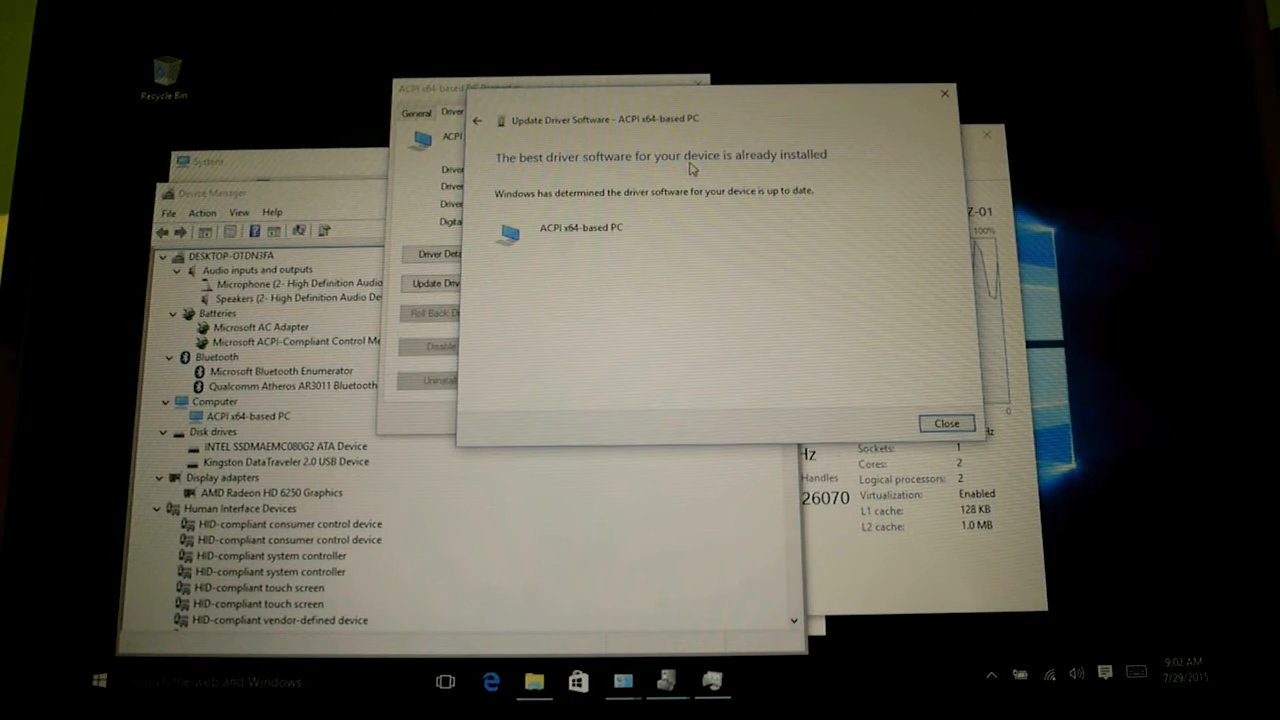 Recycle Bin
System
Device Manager
File Action View Help
DESKTOP-OTDN3FA
Audio inputs and outputs
Microphone (2- High Definition Audio
Speakers (2- High Definition Audio De
Batteries
Microsoft AC Adapter
Microsoft ACPI-Compliant Control Me
Bluetooth
Microsoft Bluetooth Enumerator
Qualcomm Atheros AR3011 Bluetooth
Computer
ACPI x64-based PC
Disk drives
INTEL SSDMAEMC080G2 ATA Device
Kingston DataTraveler 2.0 USB Device
Display adapters
AMD Radeon HD 6250 Graphics
Human Interface Devices
HID-compliant consumer control device
HID-compliant consumer control device
HID-compliant system controller
HID-compliant system controller
HID-compliant touch screen
HID-compliant touch screen
HID-compliant vendor-defined device
ACPI x64-based PC
General Driver
ACPI
Driver
Driver
Driver
Digita
Driver Deta
Update Driv
Roll Back D
Disable
Uninstall
Update Driver Software - ACPI x64-based PC
The best driver software for your device is already installed
Windows has determined the driver software for your device is up to date.
ACPI x64-based PC
Close
Z-01
100%
0
Hz
Hz
Handles
26070
Sockets: 1
Cores: 2
Logical processors: 2
Virtualization: Enabled
L1 cache: 128 KB
L2 cache: 1.0 MB
the web and Windows
9:02 AM
7/29/2015